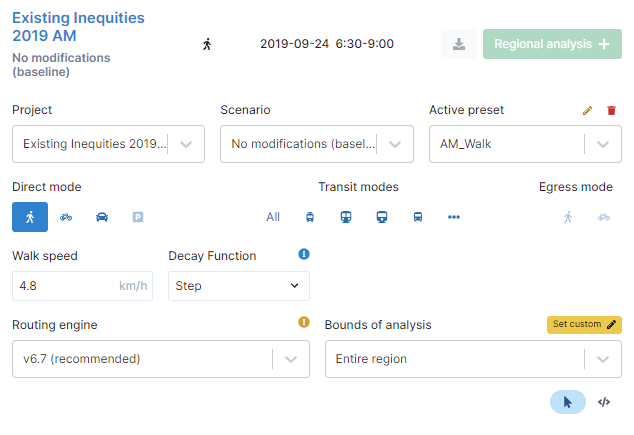 Existing Inequities
2019 AM
No modifications
(baseline)
2019-09-24 6:30-9:00
Regional analysis +
Project
Scenario
Active preset
Existing Inequities 2019...
No modifications (basel...
AM_Walk
Direct mode
Transit modes
Egress mode
P
All
Walk speed
Decay Function
4.8 km/h
Step
Routing engine
Bounds of analysis
Set custom
v6.7 (recommended)
Entire region